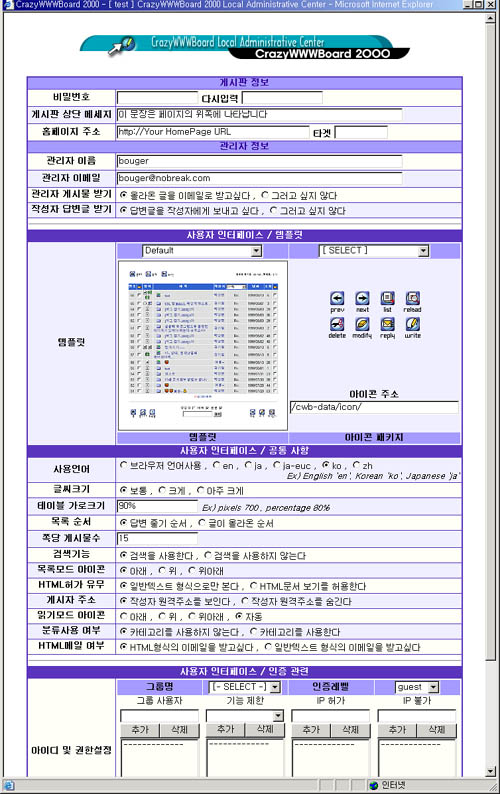 CrazyWWWBoard 2000 - [ test ] CrazyWWWBoard 2000 Local Administrative Center - Microsoft Internet Explorer
CrazyWWWBoard Local Administrative Center
CrazyWWWBoard 2000
게시판 정보
비밀번호 다시입력
게시판 상단 메세지 이 문장은 페이지의 위쪽에 나타납니다
홈페이지 주소 http://Your HomePage URL 타겟
관리자 정보
관리자 이름 bouger
관리자 이메일 bouger@nobreak.com
관리자 게시물 받기 올라온 글을 이메일로 받고싶다 , 그러고 싶지 않다
작성자 답변글 받기 답변글을 작성자에게 보내고 싶다 , 그러고 싶지 않다
사용자 인터페이스 / 템플릿
Default [ SELECT ]
템플릿
prev next list reload
delete modify reply write
아이콘 주소
/cwb-data/icon/
템플릿 아이콘 패키지
사용자 인터페이스 / 공통 사항
사용언어 브라우저 언어사용 , en , ja , ja-euc , ko , zh
Ex) English 'en', Korean 'ko', Japanese 'ja'
글씨크기 보통 , 크게 , 아주 크게
테이블 가로크기 90% Ex) pixels 700 , percentage 80%
목록 순서 답변 줄기 순서 , 글이 올라온 순서
쪽당 게시물수 15
검색기능 검색을 사용한다 , 검색을 사용하지 않는다
목록모드 아이콘 아래 , 위 , 위아래
HTML허가 유무 일반텍스트 형식으로만 본다 , HTML문서 보기를 허용한다
게시자 주소 작성자 원격주소를 보인다 , 작성자 원격주소를 숨긴다
읽기모드 아이콘 아래 , 위 , 위아래 , 자동
분류사용 여부 카테고리를 사용하지 않는다 , 카테고리를 사용한다
HTML메일 여부 HTML형식의 이메일을 받고싶다 , 일반텍스트 형식의 이메일을 받고싶다
사용자 인터페이스 / 인증 관련
그룹명 [- SELECT -] 인증레벨 guest
그룹 사용자 기능 제한 IP 허가 IP 불가
추가 삭제 추가 삭제 추가 삭제 추가 삭제
아이디 및 권한설정
인터넷